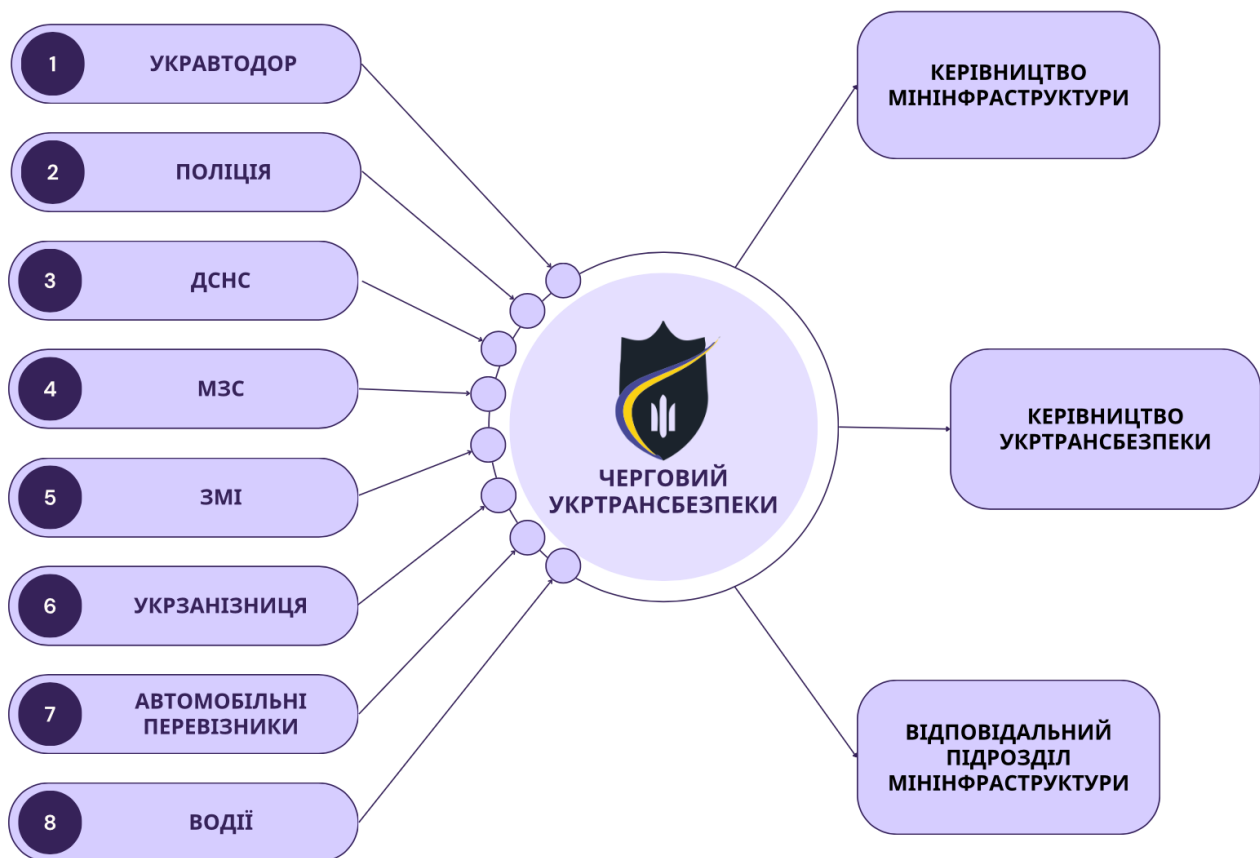 1
УКРАВТОДОР
2
ПОЛІЦІЯ
3
ДСНС
4
МЗС
5
ЗМІ
6
УКРЗАНІЗНИЦЯ
7
АВТОМОБІЛЬНІ
ПЕРЕВІЗНИКИ
8
ВОДІЇ
ЧЕРГОВИЙ
УКРТРАНСБЕЗПЕКИ
КЕРІВНИЦТВО
МІНІНФРАСТРУКТУРИ
КЕРІВНИЦТВО
УКРТРАНСБЕЗПЕКИ
ВІДПОВІДАЛЬНИЙ
ПІДРОЗДІЛ
МІНІНФРАСТРУКТУРИ